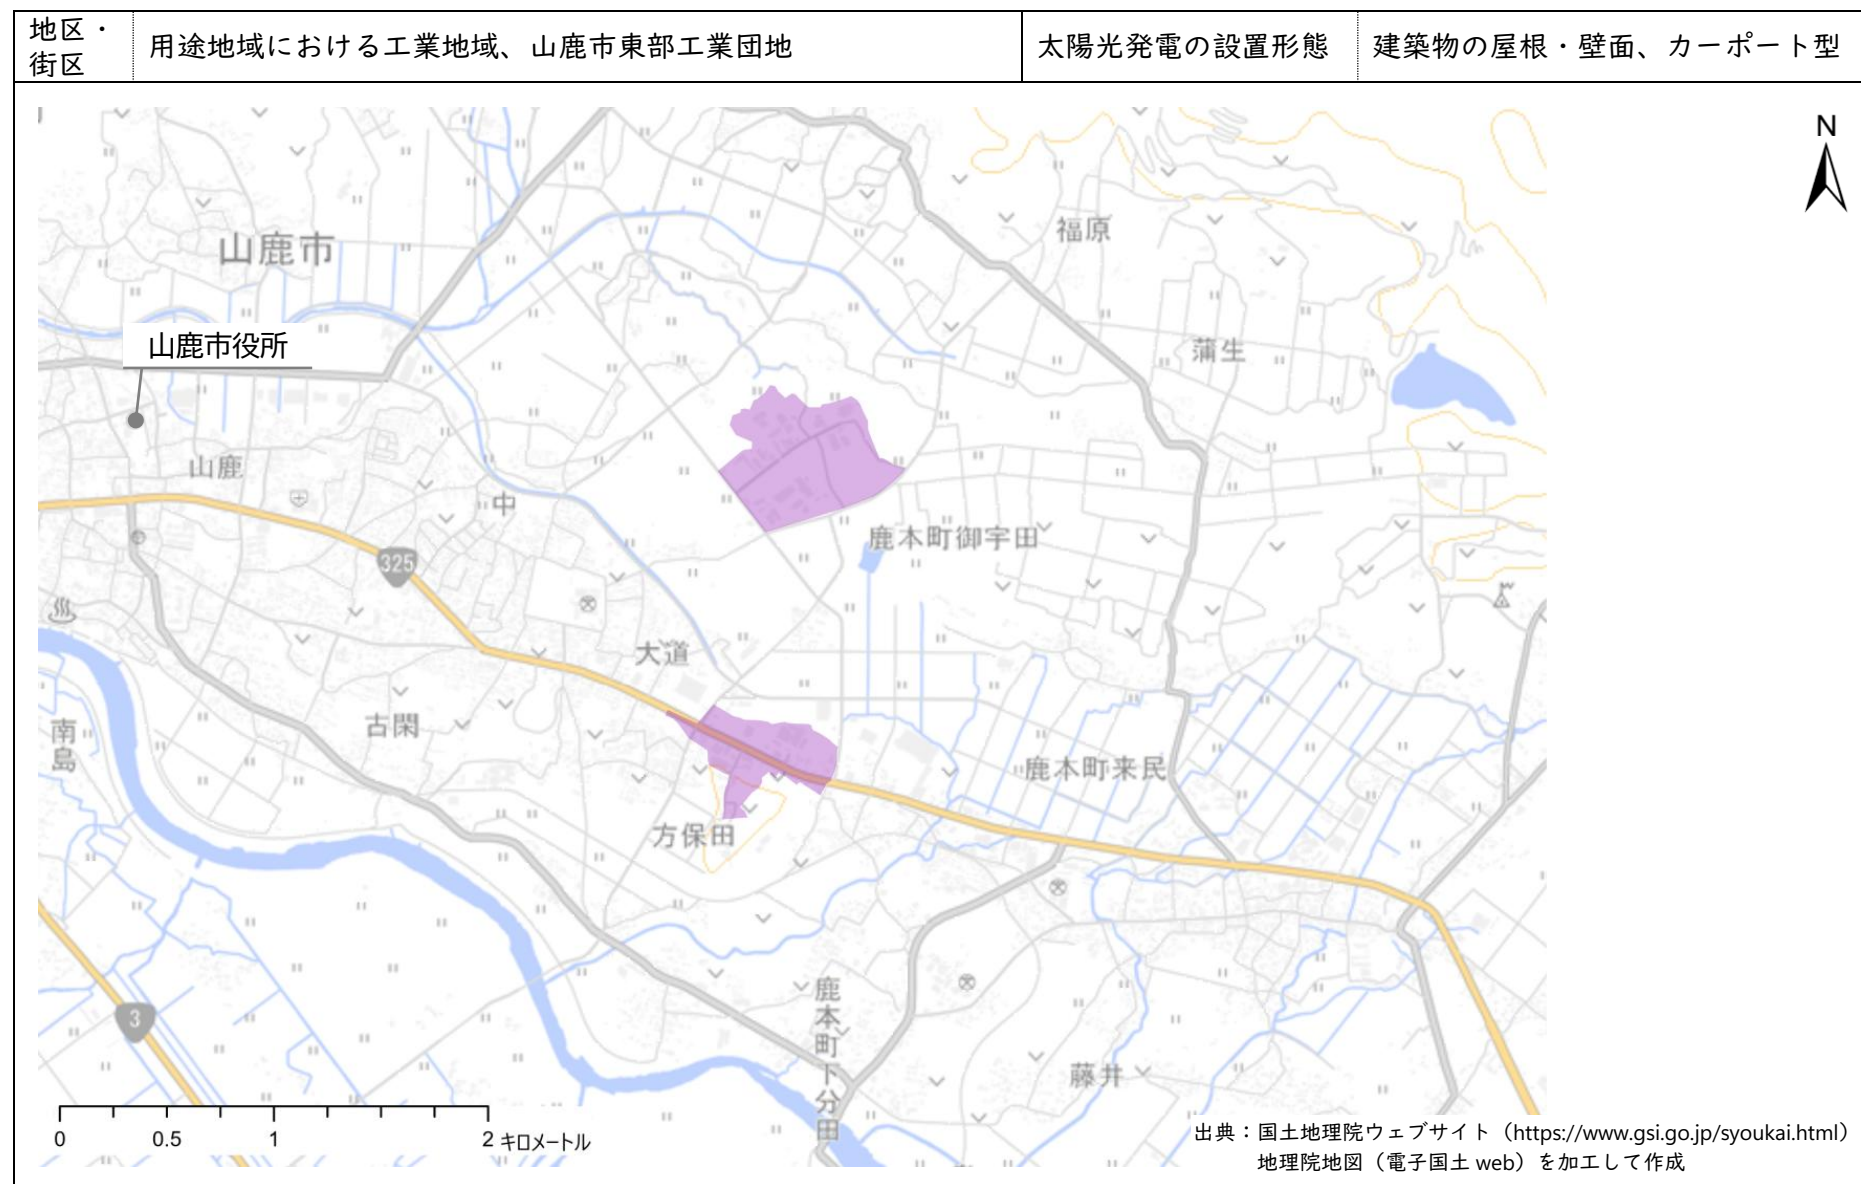 地区・
街区
用途地域における工業地域、山鹿市東部工業団地
太陽光発電の設置形態
建築物の屋根・壁面、カーポート型
N
山鹿市
福原
山鹿市役所
蒲生
山鹿
中
鹿本町御宇田
325
大道
古閑
南島
鹿本町来民
方保田
鹿本町下分田
3
藤井
0 0.5 1 2 キロメートル
出典：国土地理院ウェブサイト（https://www.gsi.go.jp/syoukai.html）
地理院地図（電子国土 web）を加工して作成